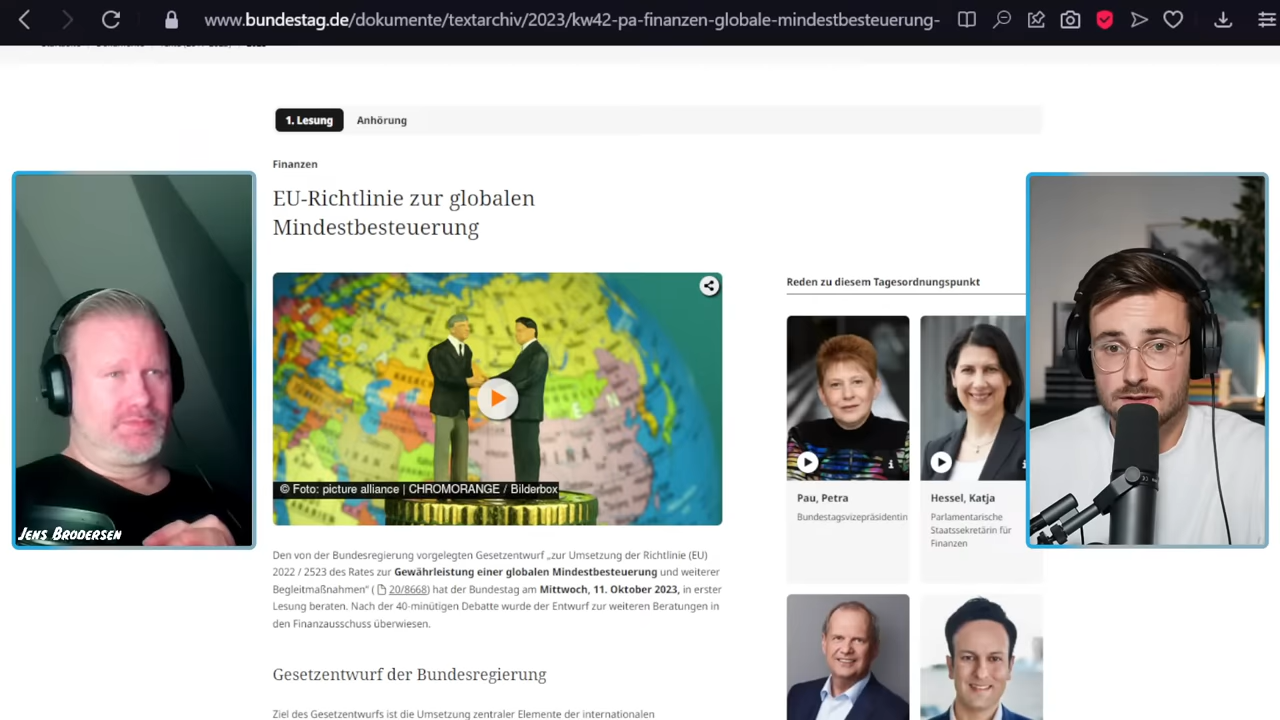 www.bundestag.de/dokumente/textarchiv/2023/kw42-pa-finanzen-globale-mindestbesteuerung-
1. Lesung
Anhörung
Finanzen
EU-Richtlinie zur globalen
Mindestbesteuerung
© Foto: picture alliance | CHROMORANGE / Bilderbox
Den von der Bundesregierung vorgelegten Gesetzentwurf „zur Umsetzung der Richtlinie (EU)
2022 / 2523 des Rates zur Gewährleistung einer globalen Mindestbesteuerung und weiterer
Begleitmaßnahmen“ ( 20/8668) hat der Bundestag am Mittwoch, 11. Oktober 2023, in erster
Lesung beraten. Nach der 40-minütigen Debatte wurde der Entwurf zur weiteren Beratungen in
den Finanzausschuss überwiesen.
Gesetzentwurf der Bundesregierung
Ziel des Gesetzentwurfs ist die Umsetzung zentraler Elemente der internationalen
Reden zu diesem Tagesordnungspunkt
Pau, Petra
Bundestagsvizepräsidentin
Hessel, Katja
Parlamentarische
Staatssekretärin für
Finanzen
Jens Brodersen